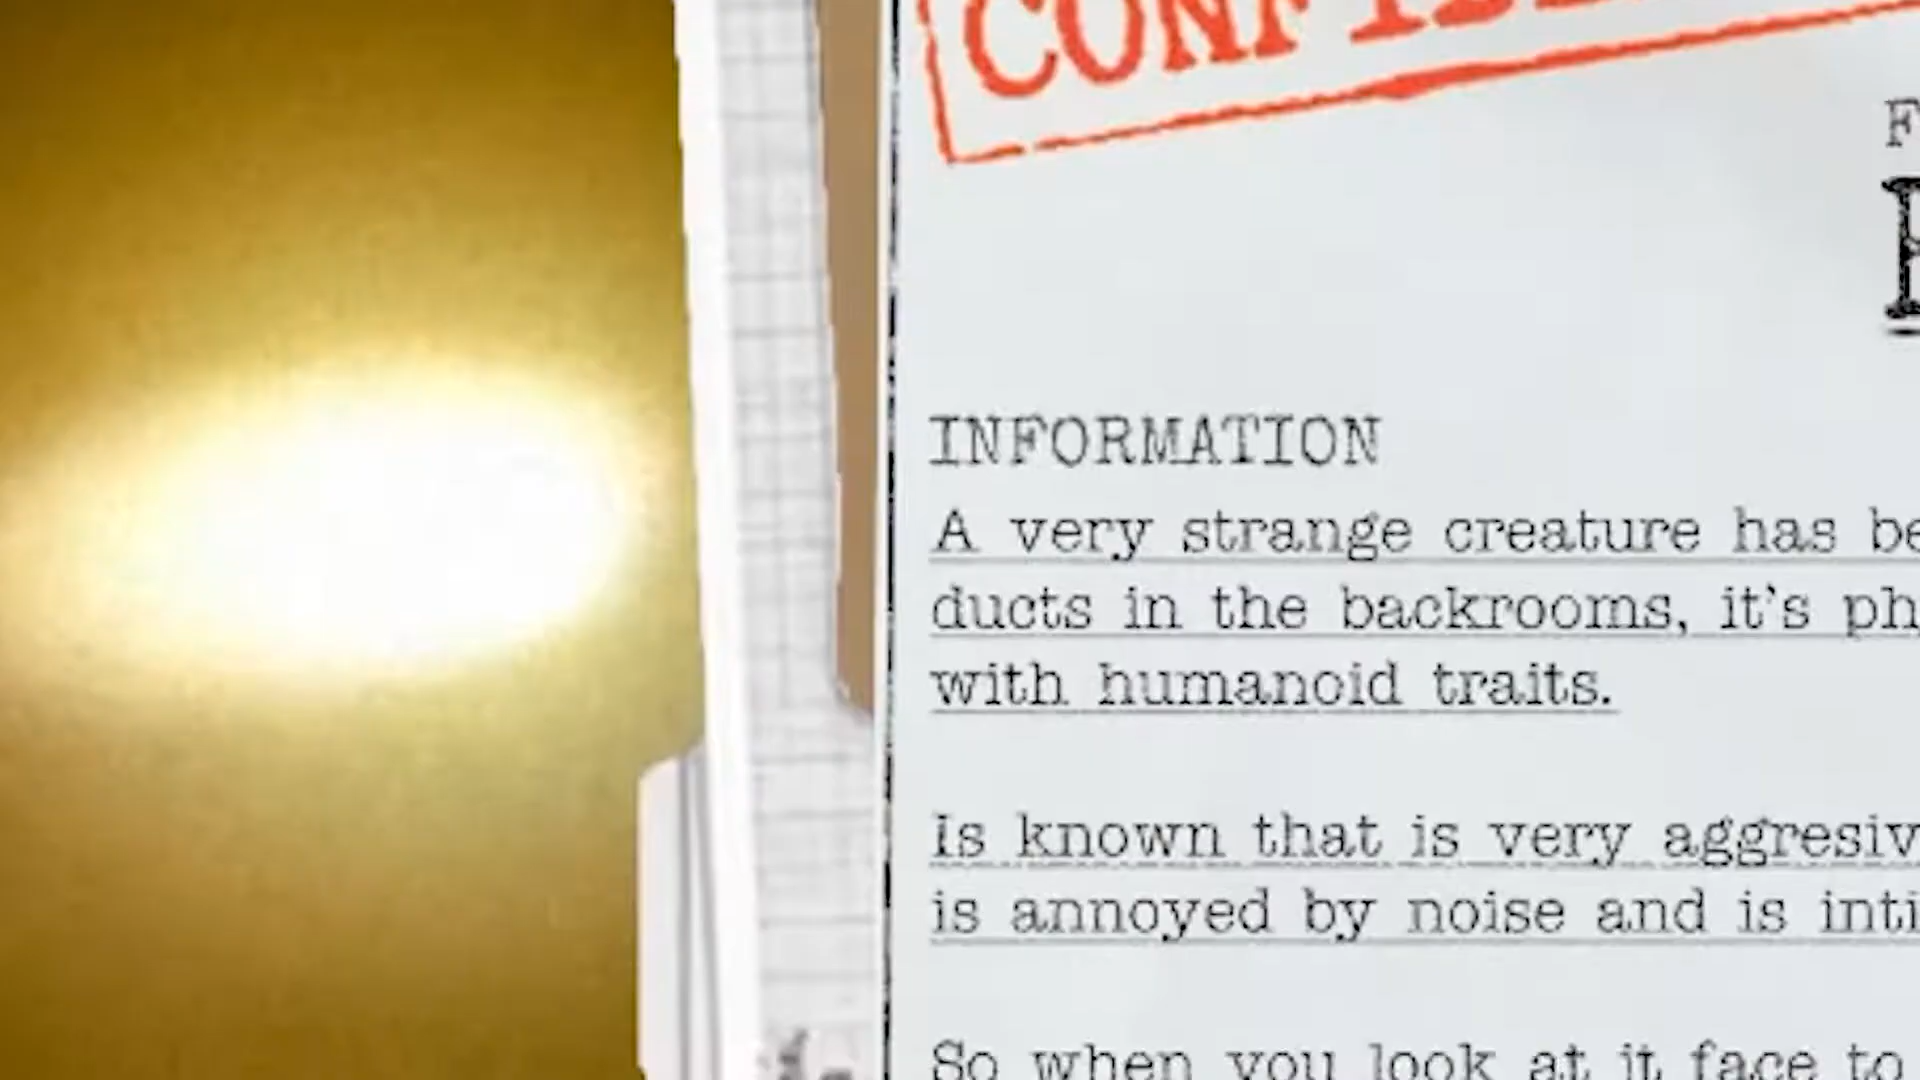 INFORMATION
A very strange creature has
ducts in the backrooms, it's
with humanoid traits.
Is known that is very
is annoyed by noise and is
So when you look at it face to